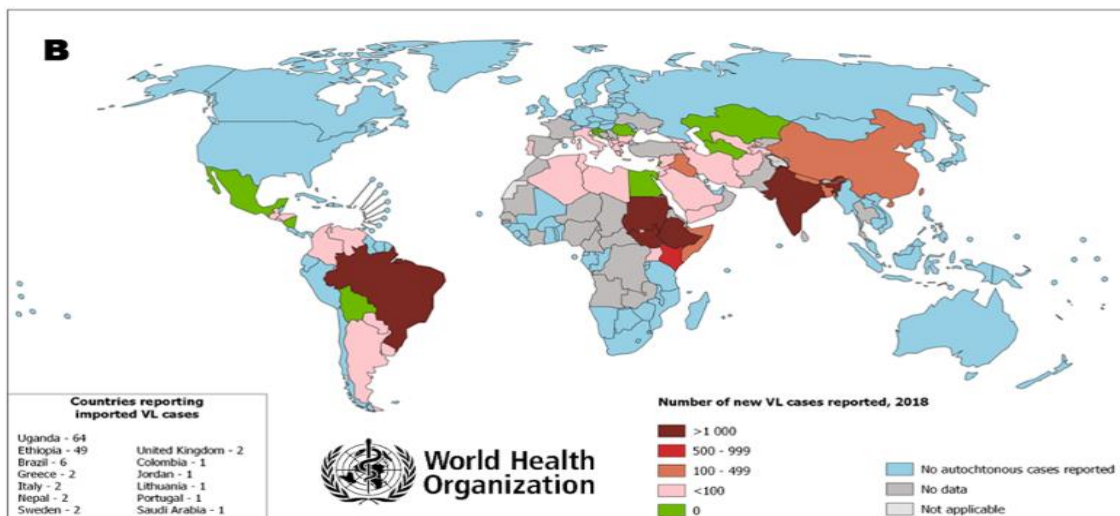 B
Countries reporting
imported VL cases
Uganda - 64
Ethiopia - 49
Brazil - 6
Greece - 2
Italy - 2
Nepal - 2
Sweden - 2
United Kingdom - 2
Colombia - 1
Jordan - 1
Lithuania - 1
Portugal - 1
Saudi Arabia - 1
World Health
Organization
Number of new VL cases reported, 2018
>1 000
500 - 999
100 - 499
<100
0
No autochtonous cases reported
No data
Not applicable